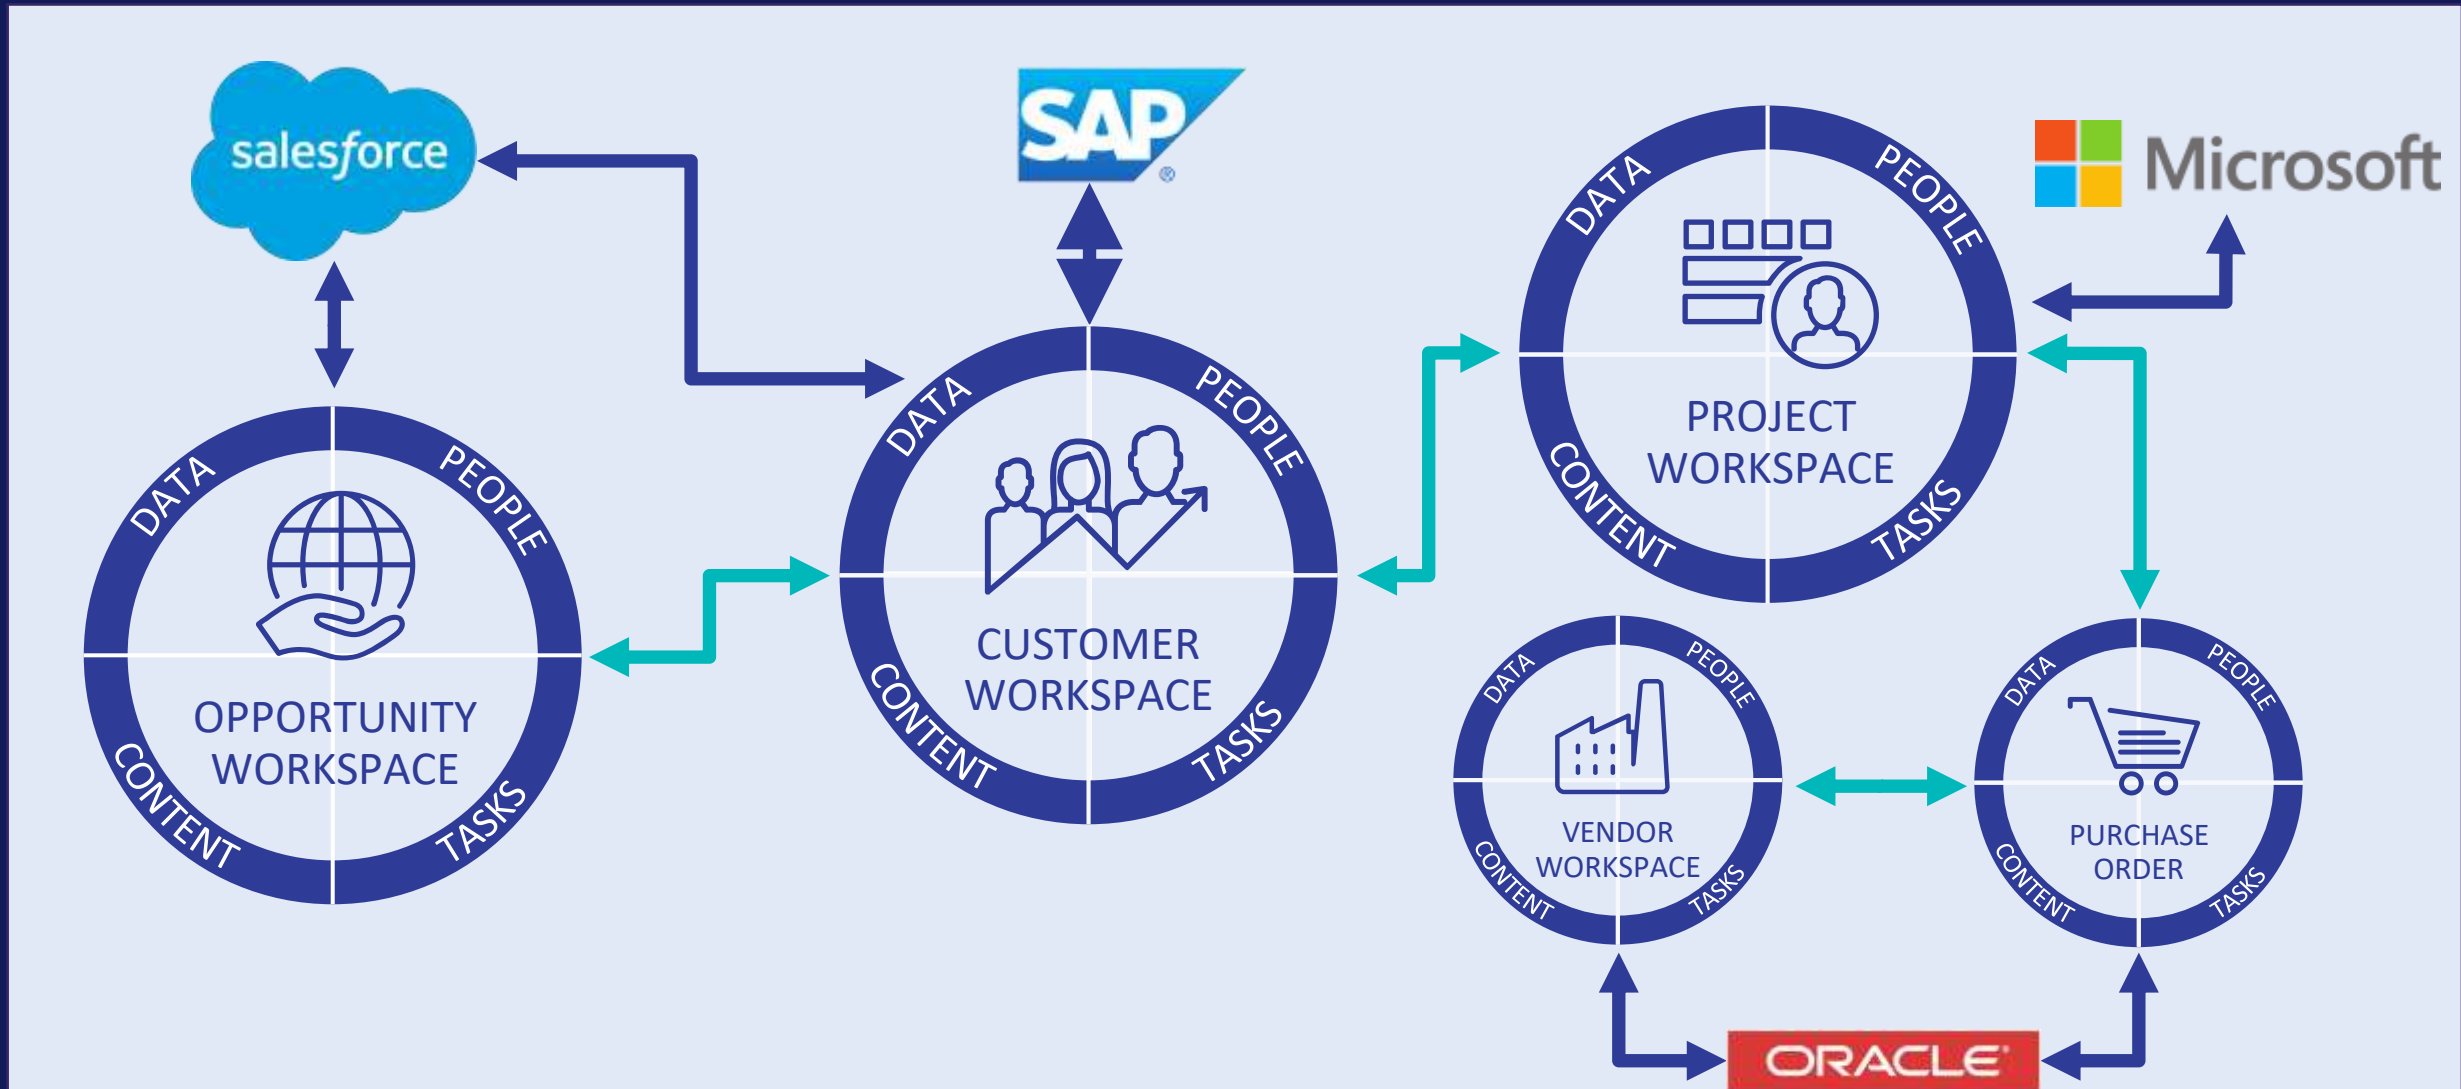 salesforce
SAP
®
Microsoft
DATA
PEOPLE
OPPORTUNITY
WORKSPACE
CONTENT
TASKS
DATA
PEOPLE
CUSTOMER
WORKSPACE
CONTENT
TASKS
DATA
PEOPLE
PROJECT
WORKSPACE
CONTENT
TASKS
DATA
PEOPLE
VENDOR
WORKSPACE
CONTENT
TASKS
DATA
PEOPLE
PURCHASE
ORDER
CONTENT
TASKS
ORACLE